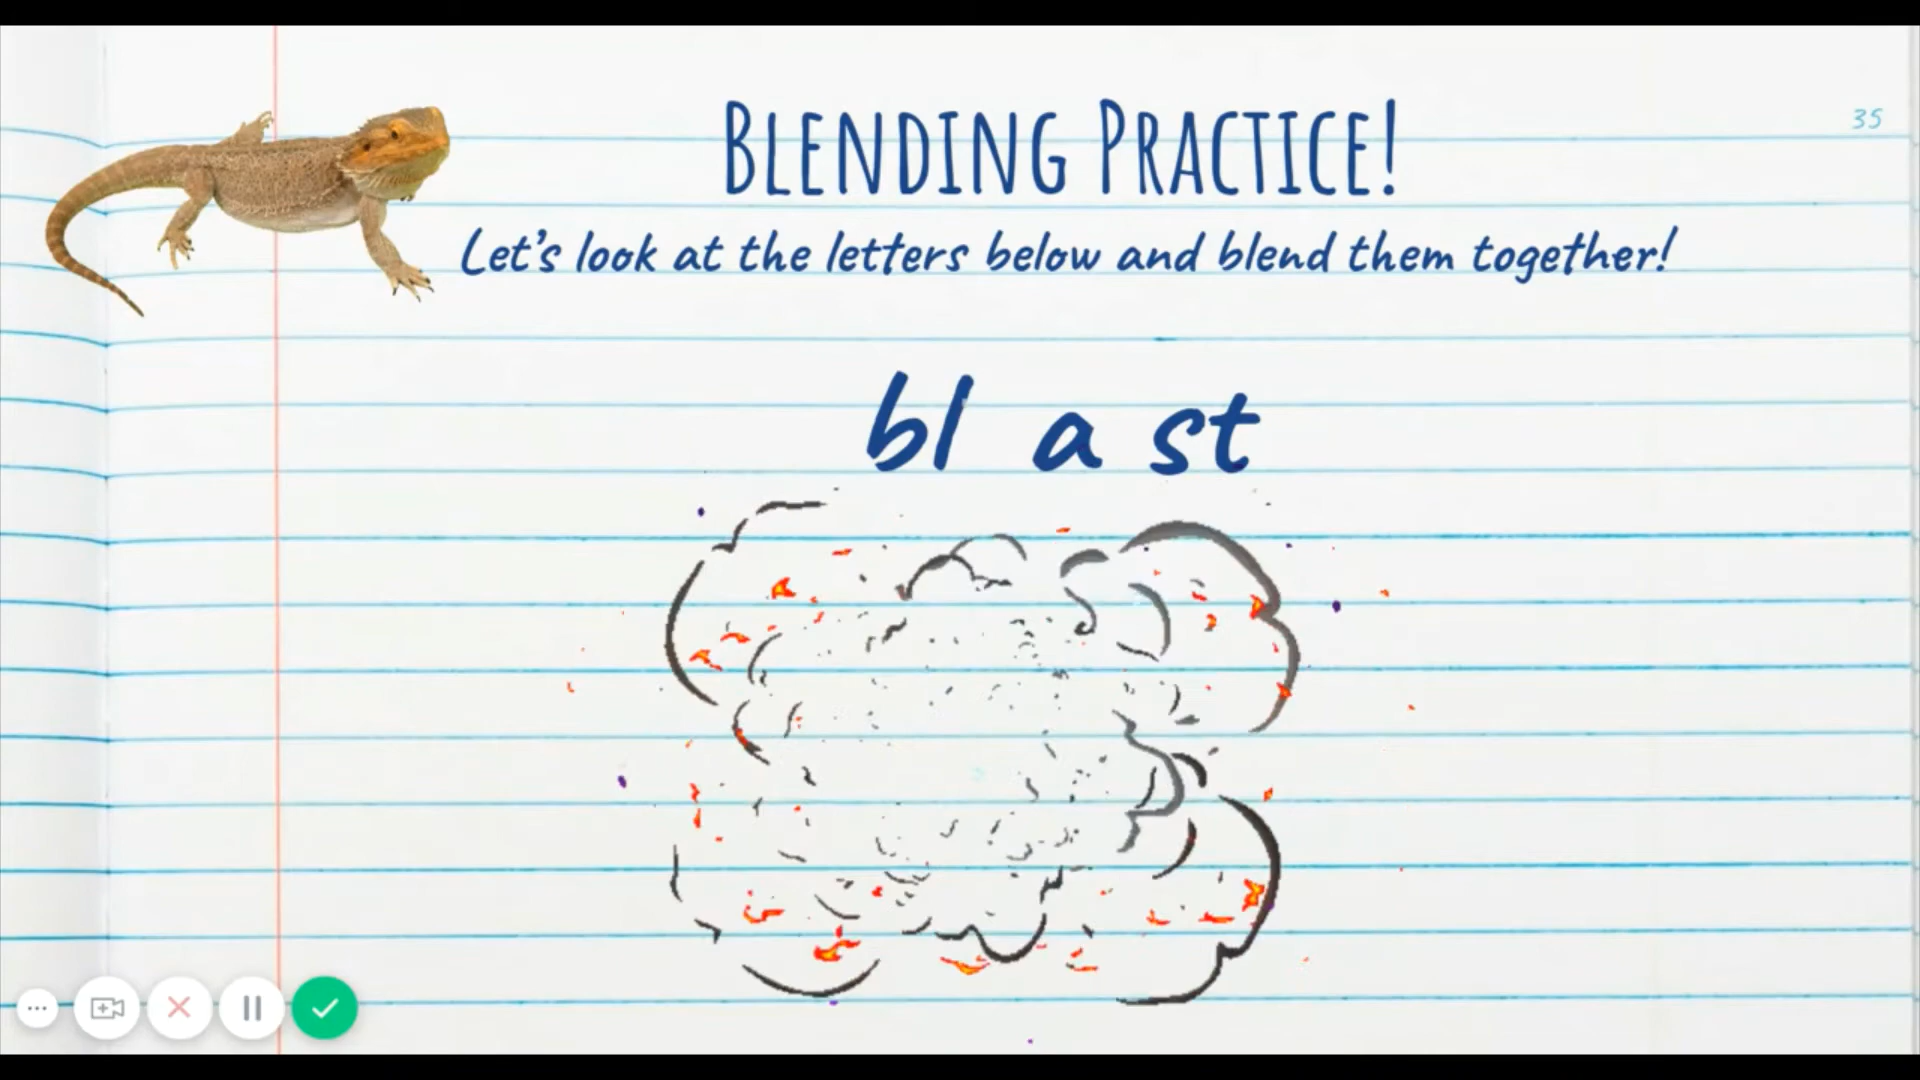 Blending Practice!
35
Let's look at the letters below and blend them together!
bl a st